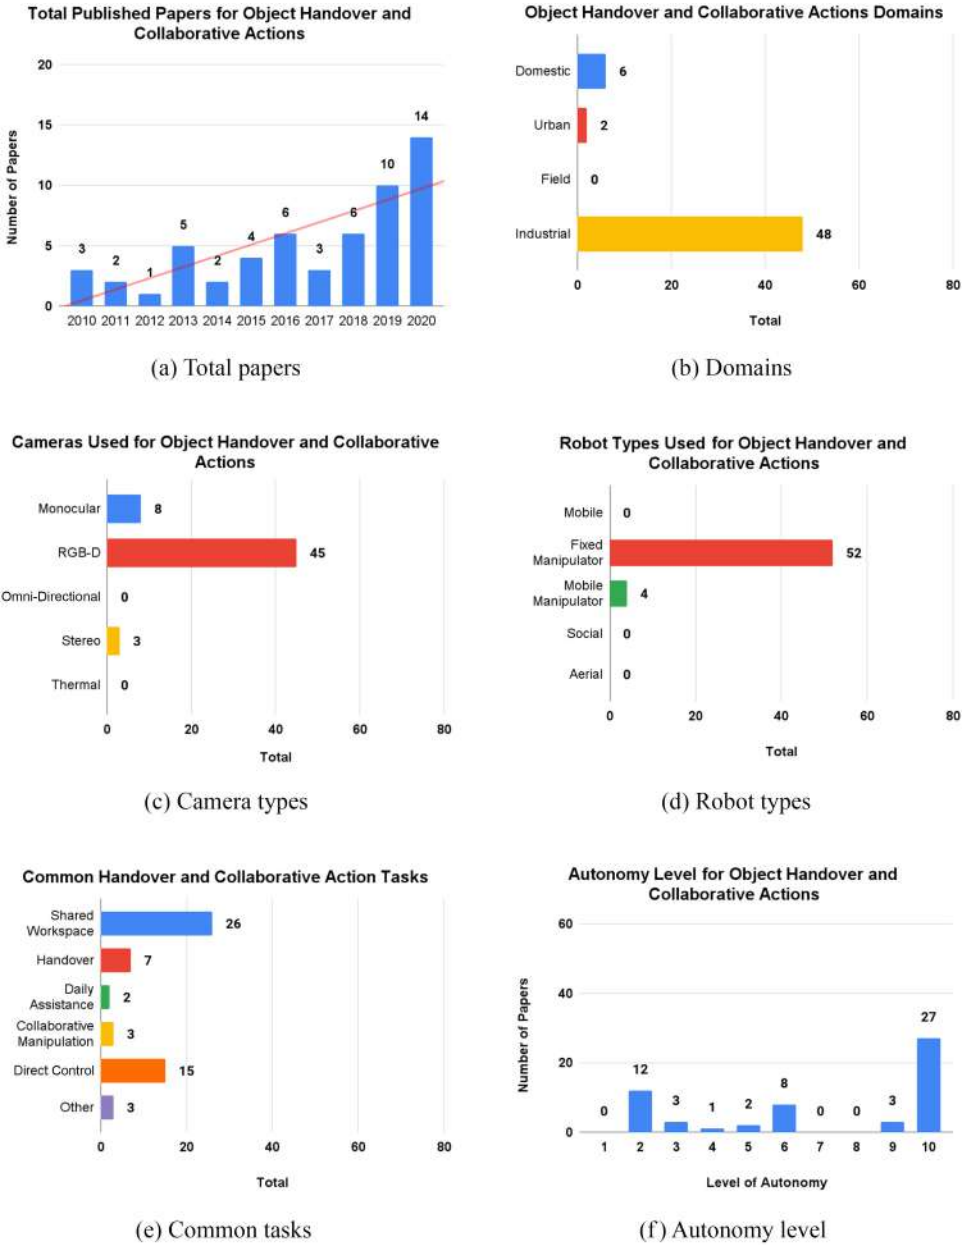 Total Published Papers for Object Handover and
Collaborative Actions
Number of Papers
20
15
10
5
0
3
2
1
5
2
4
6
3
6
10
14
2010 2011 2012 2013 2014 2015 2016 2017 2018 2019 2020
(a) Total papers
Object Handover and Collaborative Actions Domains
Domestic 6
Urban 2
Field 0
Industrial 48
0 20 40 60 80
Total
(b) Domains
Cameras Used for Object Handover and Collaborative
Actions
Monocular 8
RGB-D 45
Omni-Directional 0
Stereo 3
Thermal 0
0 20 40 60 80
Total
(c) Camera types
Robot Types Used for Object Handover and
Collaborative Actions
Mobile 0
Fixed
Manipulator 52
Mobile
Manipulator 4
Social 0
Aerial 0
0 20 40 60 80
Total
(d) Robot types
Common Handover and Collaborative Action Tasks
Shared
Workspace 26
Handover 7
Daily
Assistance 2
Collaborative
Manipulation 3
Direct Control 15
Other 3
0 20 40 60 80
Total
(e) Common tasks
Autonomy Level for Object Handover and
Collaborative Actions
Number of Papers
60
40
20
0
0
12
3
1
2
8
0
0
3
27
1 2 3 4 5 6 7 8 9 10
Level of Autonomy
(f) Autonomy level